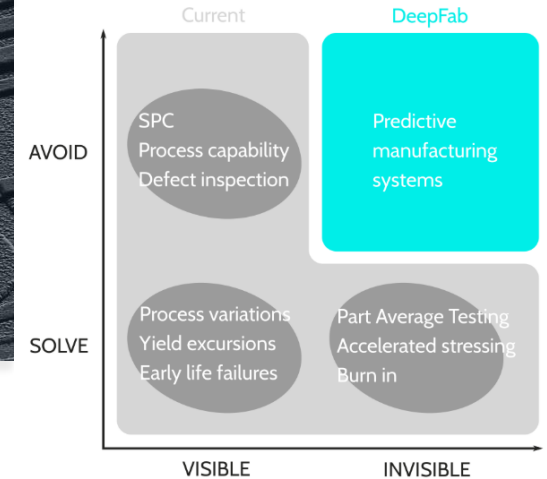 Current
DeepFab
AVOID
SPC
Process capability
Defect inspection
Predictive
manufacturing
systems
SOLVE
Process variations
Yield excursions
Early life failures
Part Average Testing
Accelerated stressing
Burn in
VISIBLE
INVISIBLE